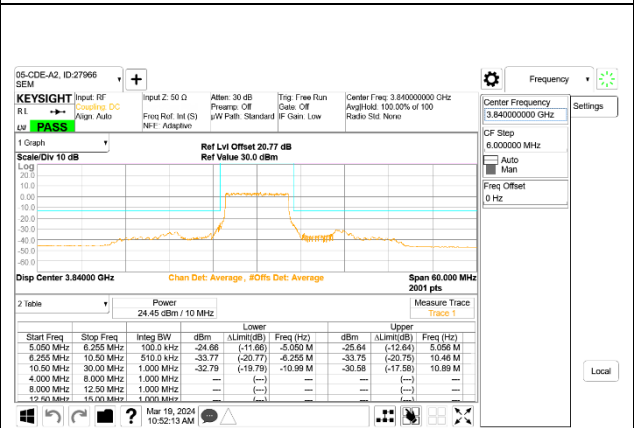 05-CDE-A2, ID:27966
SEM
Frequency
KEYSIGHT
Input: RF
Coupling: DC
Align: Auto
Input Z: 50 Ω
Freq Ref: Int (S)
NFE: Adaptive
Atten: 30 dB
Preamp: Off
µW Path: Standard
Trig: Free Run
Gate: Off
IF Gain: Low
Center Freq: 3.840000000 GHz
Avg|Hold: 100.00% of 100
Radio Std: None
R L
LW PASS
Center Frequency
3.840000000 GHz
Settings
CF Step
6.000000 MHz
Auto
Man
Freq Offset
0 Hz
1 Graph
Scale/Div 10 dB
Ref Lvl Offset 20.77 dB
Ref Value 30.0 dBm
Log
20.0
10.0
0.00
-10.0
-20.0
-30.0
-40.0
-50.0
-60.0
Disp Center 3.84000 GHz
Chan Det: Average , #Offs Det: Average
Span 60.000 MHz
2001 pts
2 Table
Power
24.45 dBm / 10 MHz
Measure Trace
Trace 1
Lower Upper
Start Freq Stop Freq Integ BW dBm ΔLimit(dB) Freq (Hz) dBm ΔLimit(dB) Freq (Hz)
5.050 MHz 6.255 MHz 100.0 kHz -24.66 (-11.66) -5.050 M -25.64 (-12.64) 5.056 M
6.255 MHz 10.50 MHz 510.0 kHz -33.77 (-20.77) -6.255 M -33.75 (-20.75) 10.46 M
10.50 MHz 30.00 MHz 1.000 MHz -32.79 (-19.79) -10.99 M -30.58 (-17.58) 10.89 M
4.000 MHz 8.000 MHz 1.000 MHz --- (---) --- --- (---) ---
8.000 MHz 12.50 MHz 1.000 MHz --- (---) --- --- (---) ---
12.50 MHz 15.00 MHz 1.000 MHz --- (---) --- --- (---) ---
Local
Mar 19, 2024
10:52:13 AM